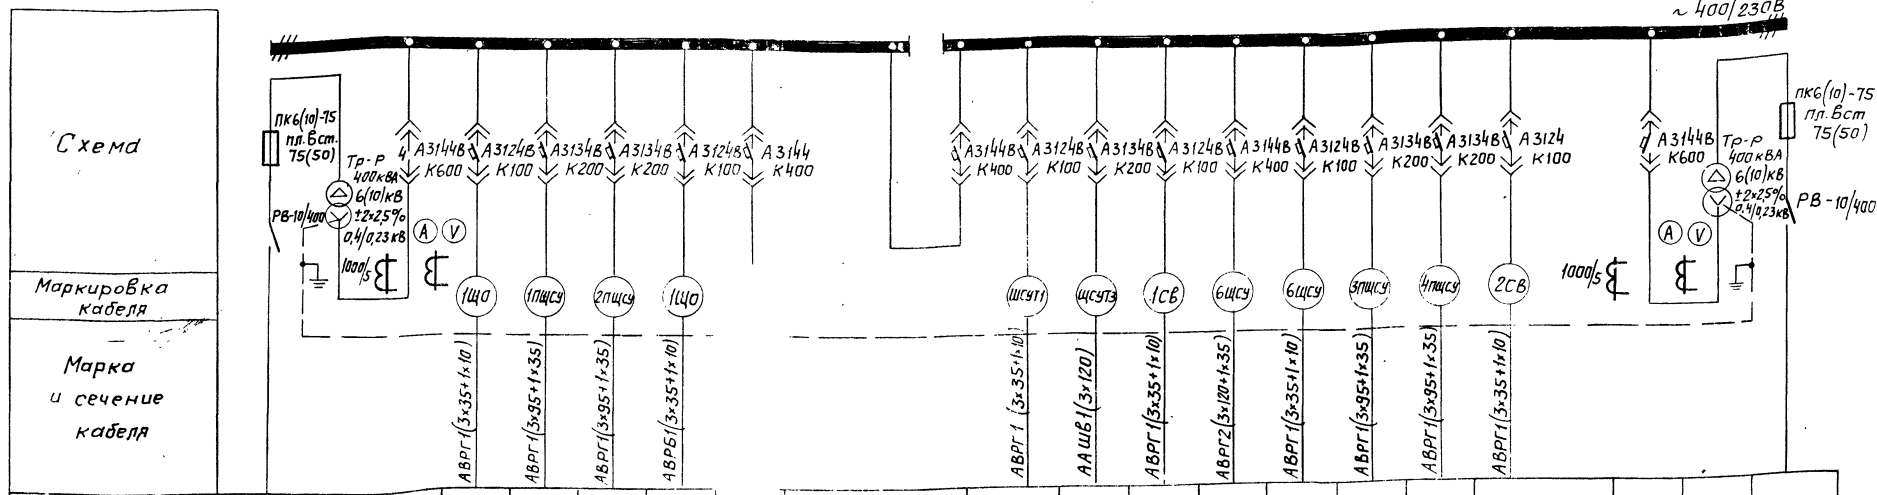 ~ 400/230В
Схема
Маркировка
кабеля
Марка
и сечение
кабеля
ПК6(10)-75
пл. Вст.
75(50)
Тр-р
400кВА
6(10)кВ
±2×2,5%
0,4/0,23кВ
РВ-10/400
1000/5
A V
4 А3144В
К600
А3124В
К100
А3134В
К200
А3134В
К200
А3124В
К100
А3144
К400
А3144В
К400
А3124В
К100
А3134В
К200
А3124В
К100
А3144В
К400
А3124В
К100
А3134В
К200
А3134В
К200
А3124
К100
А3144В
К600
Тр-р
400кВА
6(10)кВ
±2×2,5%
0,4/0,23кВ
ПК6(10)-75
пл. Вст
75(50)
РВ-10/400
A V
1000/5
1ЩО
1ПЩСУ
2ПЩСУ
1ЩО
ЩСУТ1
ЩСУТ3
1СВ
6ЩСУ
6ЩСУ
3ПЩСУ
4ПЩСУ
2СВ
АВРГ1(3×35+1×10)
АВРГ1(3×95+1×35)
АВРГ1(3×95+1×35)
АВРБ1(3×35+1×10)
АВРГ1 (3×35+1×10)
ААШВ1(3×120)
АВРГ1(3×35+1×10)
АВРГ2(3×120+1×35)
АВРГ1(3×35+1×10)
АВРГ1(3×95+1×35)
АВРГ1(3×95+1×35)
АВРГ1(3×35+1×10)